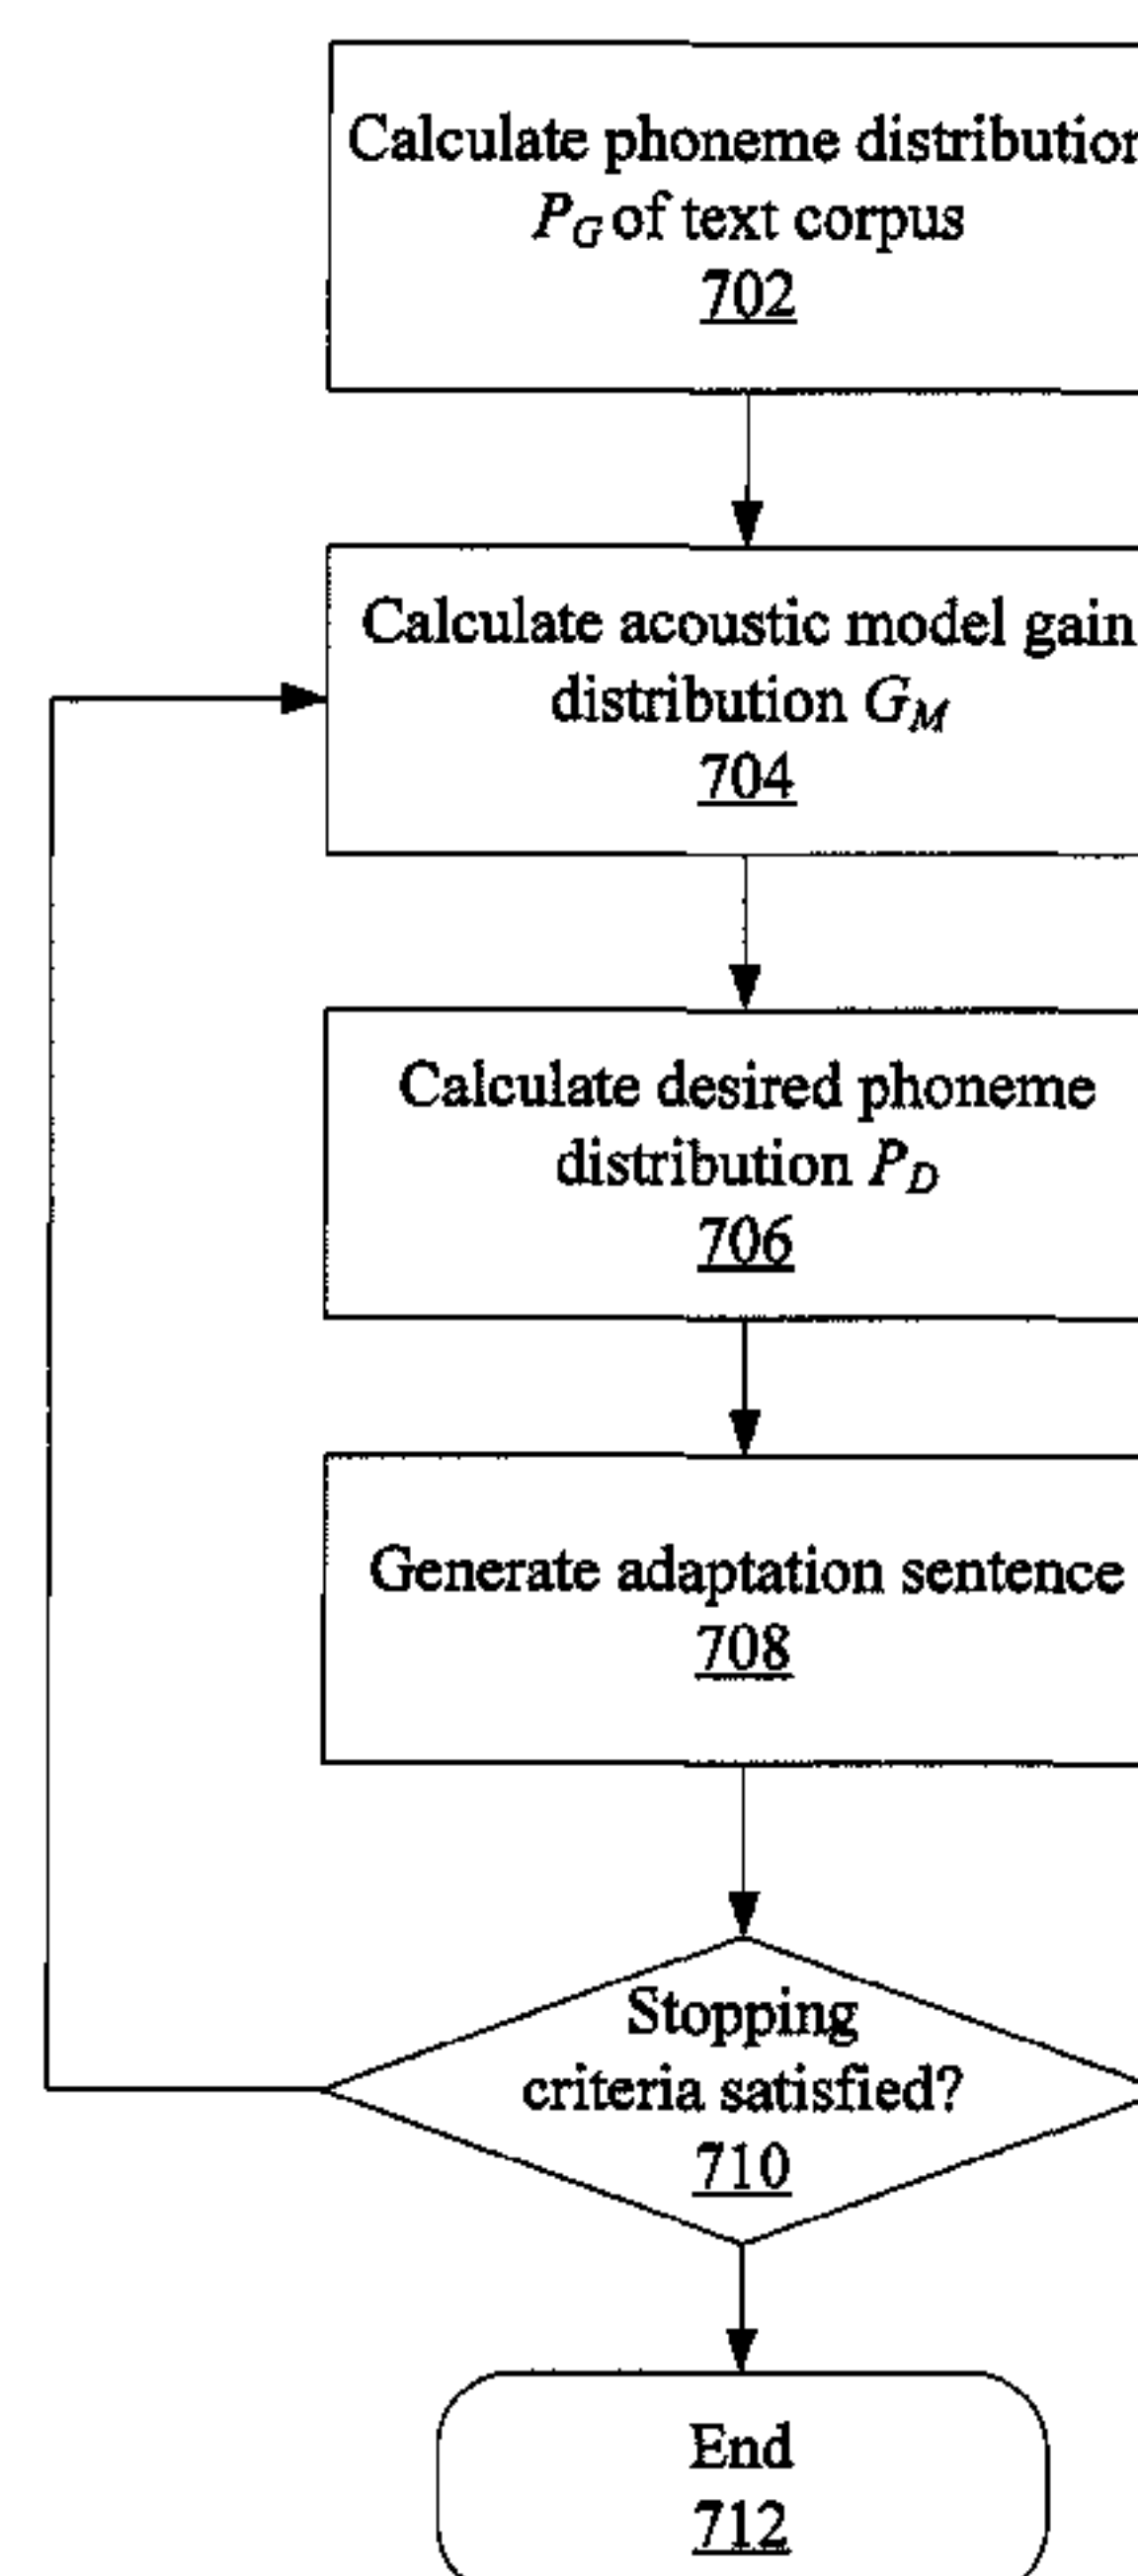 Calculate phoneme distribution
P_G of text corpus
702
Calculate acoustic model gain
distribution G_M
704
Calculate desired phoneme
distribution P_D
706
Generate adaptation sentence
708
Stopping
criteria satisfied?
710
End
712